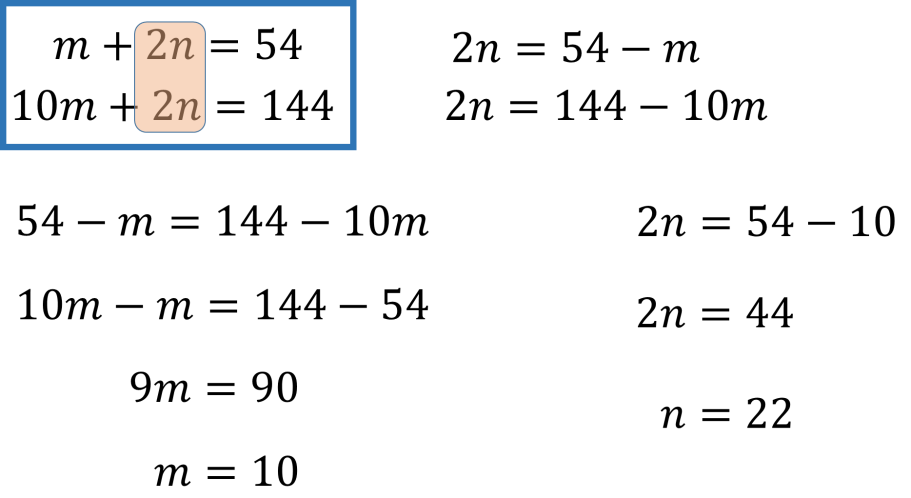 m + 2n = 54
10m + 2n = 144
2n = 54 − m
2n = 144 − 10m
54 − m = 144 − 10m
10m − m = 144 − 54
9m = 90
m = 10
2n = 54 − 10
2n = 44
n = 22